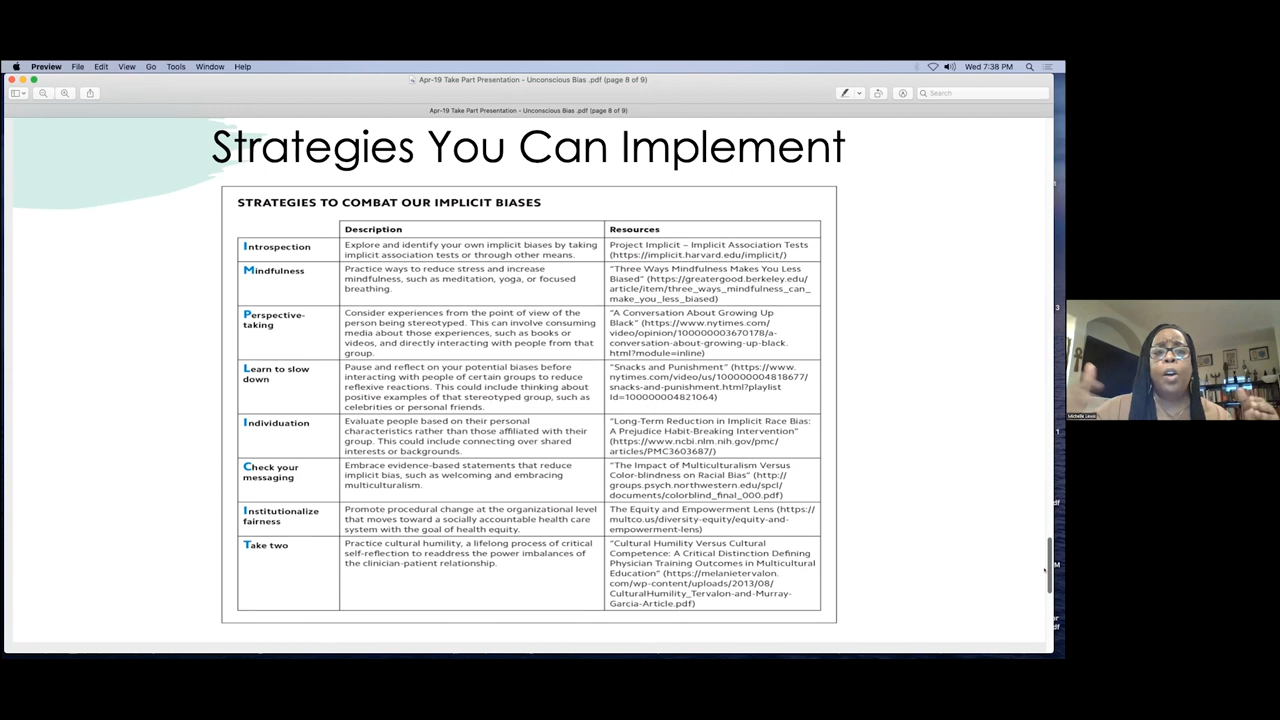 Preview File Edit View Go Tools Window Help Wed 7:38 PM
Apr-19 Take Part Presentation - Unconscious Bias .pdf (page 8 of 9)
Search
Apr-19 Take Part Presentation - Unconscious Bias .pdf (page 8 of 9)
Strategies You Can Implement
STRATEGIES TO COMBAT OUR IMPLICIT BIASES
Description
Resources
Introspection
Explore and identify your own implicit biases by taking
implicit association tests or through other means.
Project Implicit – Implicit Association Tests
(https://implicit.harvard.edu/implicit/)
Mindfulness
Practice ways to reduce stress and increase
mindfulness, such as meditation, yoga, or focused
breathing.
"Three Ways Mindfulness Makes You Less
Biased" (https://greatergood.berkeley.edu/
article/item/three_ways_mindfulness_can_
make_you_less_biased)
Perspective-
taking
Consider experiences from the point of view of the
person being stereotyped. This can involve consuming
media about those experiences, such as books or
videos, and directly interacting with people from that
group.
"A Conversation About Growing Up
Black" (https://www.nytimes.com/
video/opinion/100000003670178/a-
conversation-about-growing-up-black.
html?module=inline)
Learn to slow
down
Pause and reflect on your potential biases before
interacting with people of certain groups to reduce
reflexive reactions. This could include thinking about
positive examples of that stereotyped group, such as
celebrities or personal friends.
"Snacks and Punishment" (https://www.
nytimes.com/video/us/100000004818677/
snacks-and-punishment.html?playlist
Id=100000004821064)
Individuation
Evaluate people based on their personal
characteristics rather than those affiliated with their
group. This could include connecting over shared
interests or backgrounds.
"Long-Term Reduction in Implicit Race Bias:
A Prejudice Habit-Breaking Intervention"
(https://www.ncbi.nlm.nih.gov/pmc/
articles/PMC3603687/)
Check your
messaging
Embrace evidence-based statements that reduce
implicit bias, such as welcoming and embracing
multiculturalism.
"The Impact of Multiculturalism Versus
Color-blindness on Racial Bias" (http://
groups.psych.northwestern.edu/spcl/
documents/colorblind_final_000.pdf)
Institutionalize
fairness
Promote procedural change at the organizational level
that moves toward a socially accountable health care
system with the goal of health equity.
The Equity and Empowerment Lens (https://
multco.us/diversity-equity/equity-and-
empowerment-lens)
Take two
Practice cultural humility, a lifelong process of critical
self-reflection to readdress the power imbalances of
the clinician-patient relationship.
"Cultural Humility Versus Cultural
Competence: A Critical Distinction Defining
Physician Training Outcomes in Multicultural
Education" (https://melanietervalon.
com/wp-content/uploads/2013/08/
CulturalHumility_Tervalon-and-Murray-
Garcia-Article.pdf)
Michelle Lewis